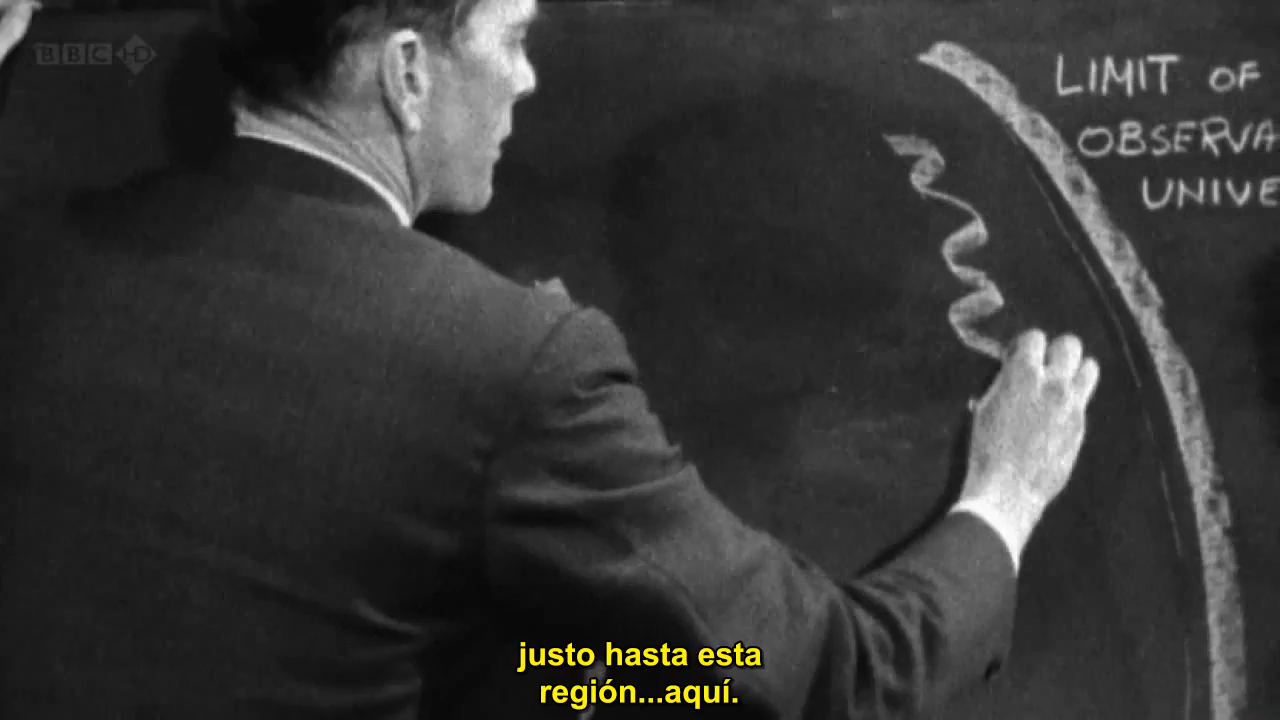 BBC HD
LIMIT OF
OBSERVA
UNIVE
justo hasta esta
región...aquí.